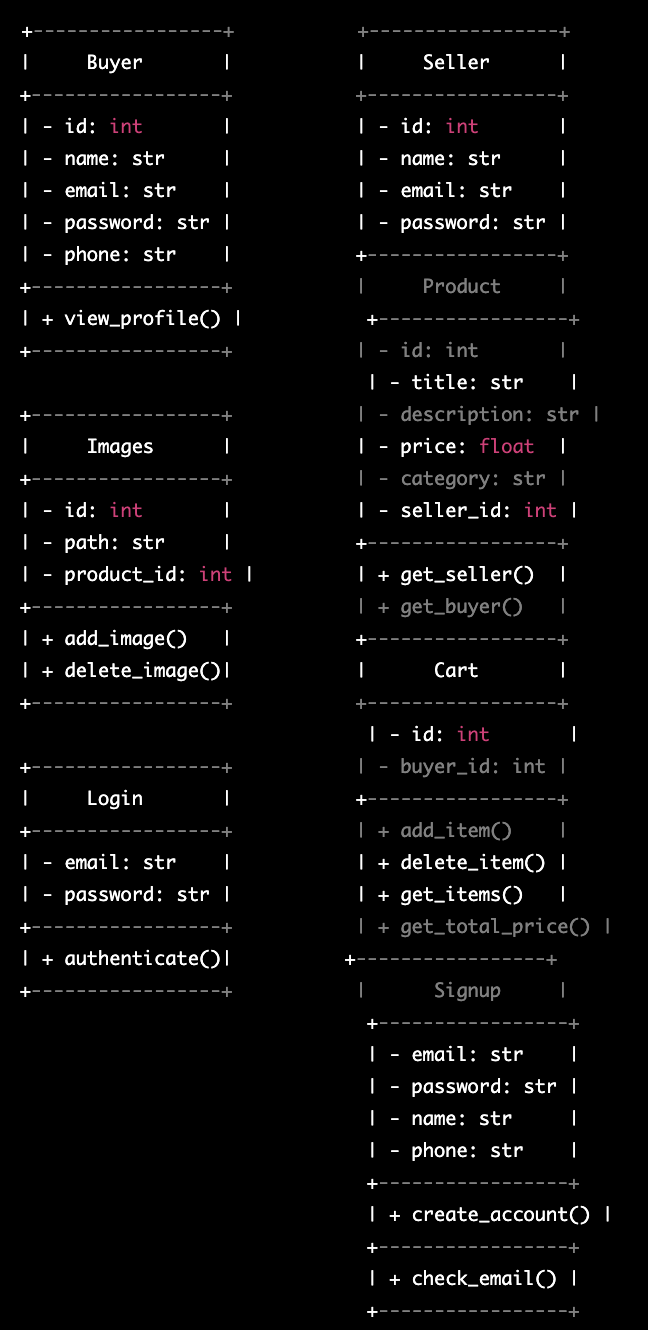 +-----------------+           +-----------------+
|     Buyer       |           |     Seller      |
+-----------------+           +-----------------+
| - id: int       |           | - id: int       |
| - name: str     |           | - name: str     |
| - email: str    |           | - email: str    |
| - password: str |           | - password: str |
| - phone: str    |           +-----------------+
+-----------------+           |     Product     |
| + view_profile() |           +-----------------+
+-----------------+           | - id: int       |
                               | - title: str    |
+-----------------+           | - description: str |
|     Images      |           | - price: float  |
+-----------------+           | - category: str |
| - id: int       |           | - seller_id: int |
| - path: str     |           +-----------------+
| - product_id: int |         | + get_seller()  |
+-----------------+           | + get_buyer()   |
| + add_image()   |           +-----------------+
| + delete_image()|           |      Cart       |
+-----------------+           +-----------------+
                               | - id: int       |
+-----------------+           | - buyer_id: int |
|     Login       |           +-----------------+
+-----------------+           | + add_item()    |
| - email: str    |           | + delete_item() |
| - password: str |           | + get_items()   |
+-----------------+           | + get_total_price() |
| + authenticate()|          +-----------------+
+-----------------+           |      Signup     |
                               +-----------------+
                               | - email: str    |
                               | - password: str |
                               | - name: str     |
                               | - phone: str    |
                               +-----------------+
                               | + create_account() |
                               +-----------------+
                               | + check_email() |
                               +-----------------+